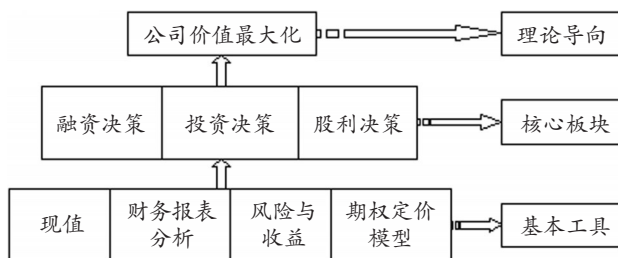 公司价值最大化
理论导向
融资决策
投资决策
股利决策
核心板块
现值
财务报表
分析
风险与
收益
期权定价
模型
基本工具